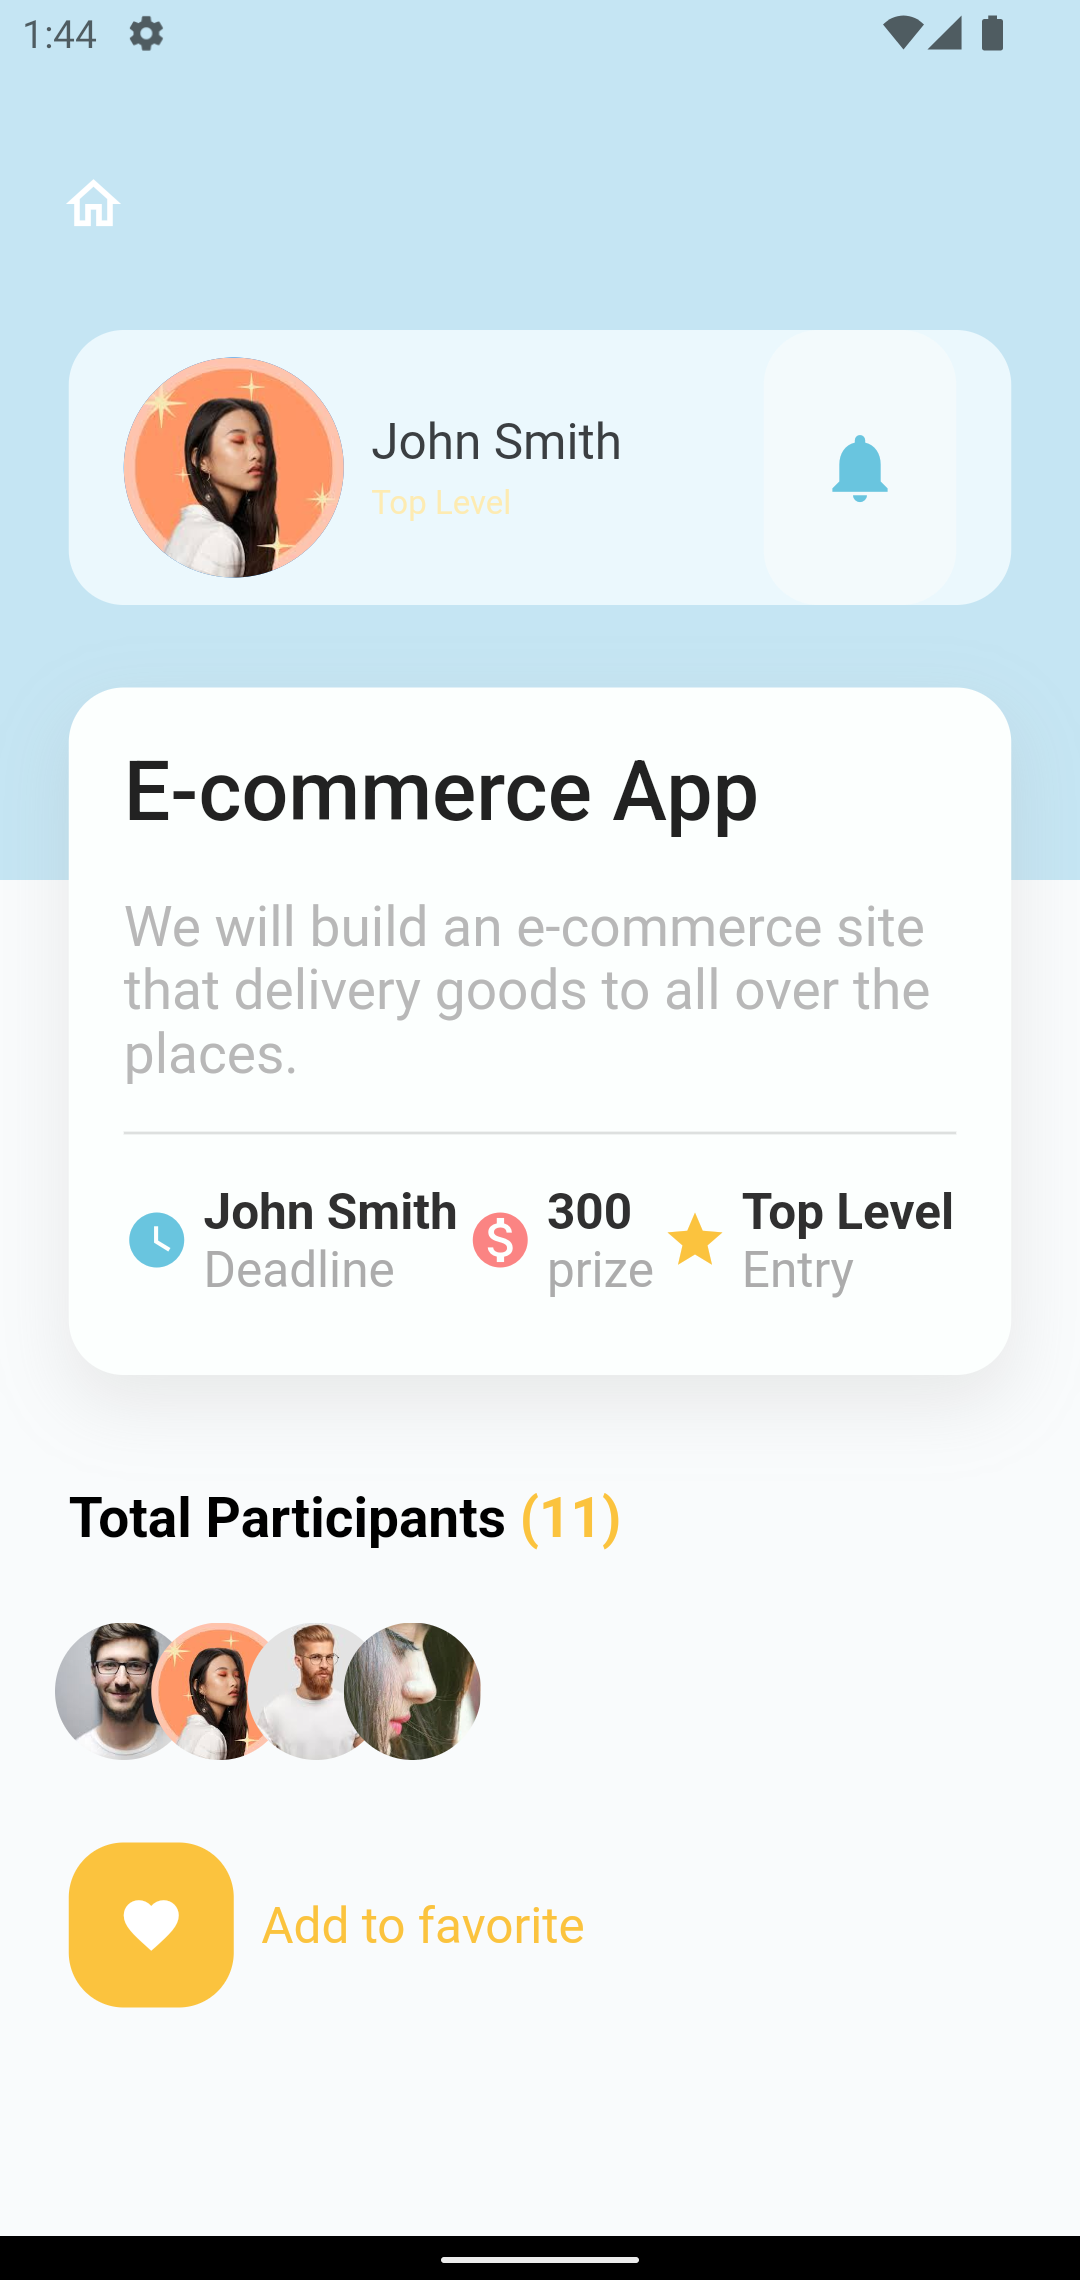 1:44
John Smith
Top Level
E-commerce App
We will build an e-commerce site
that delivery goods to all over the
places.
John Smith
Deadline
300
prize
Top Level
Entry
Total Participants (11)
Add to favorite